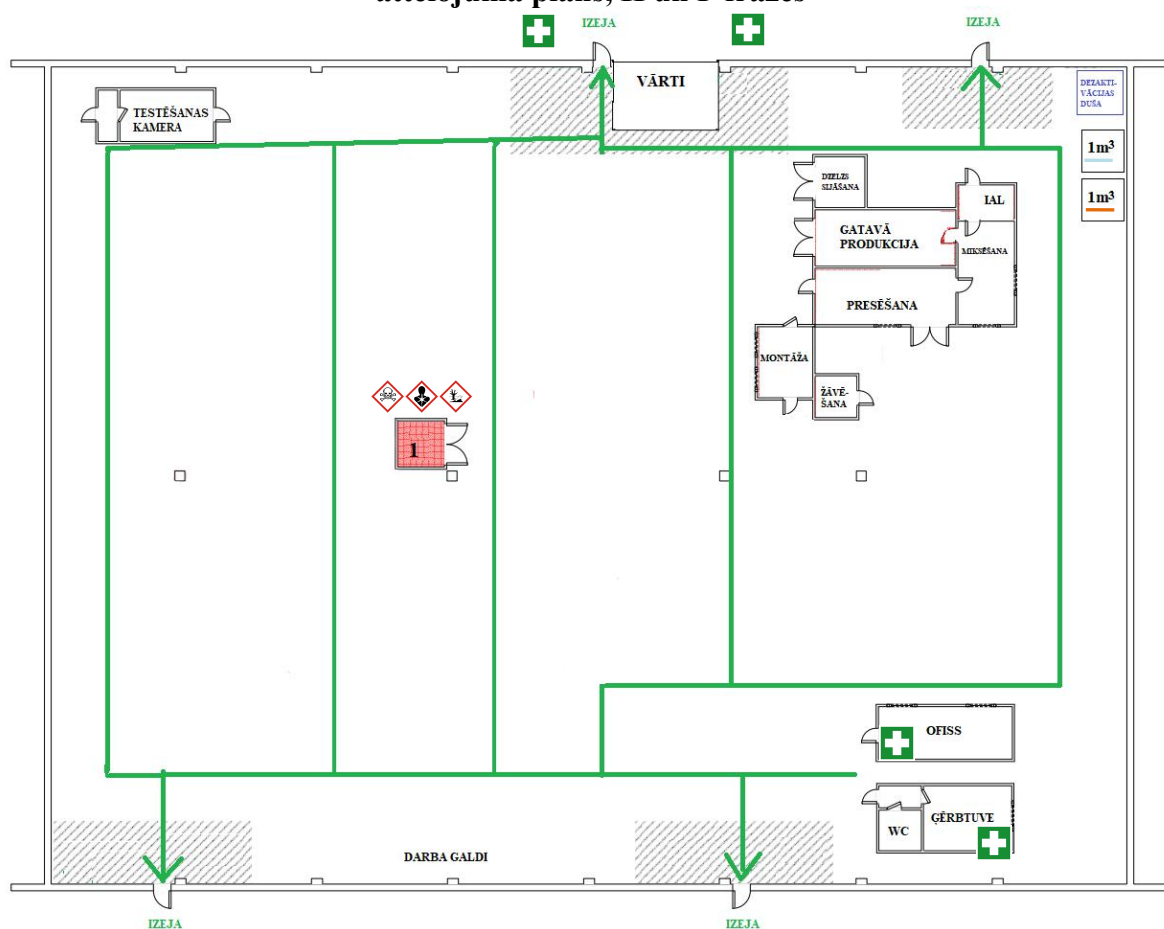 IZEJA
IZEJA
VĀRTI
DEZAKTI-
VĀCIJAS
DUŠA
TESTĒŠANAS
KAMERA
1m³
1m³
DZELZS
SIJĀŠANA
IAL
GATAVĀ
PRODUKCIJA
MIKSĒŠANA
PRESĒŠANA
MONTĀŽA
ŽĀVĒ-
ŠANA
1
OFISS
WC
ĢĒRBTUVE
DARBA GALDI
IZEJA
IZEJA